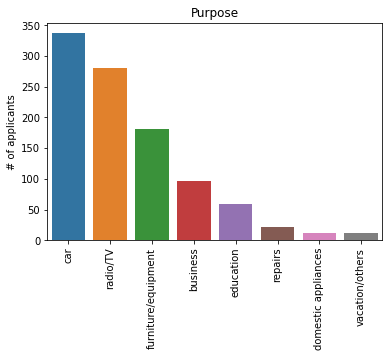 Purpose
# of applicants
350
300
250
200
150
100
50
0
car
radio/TV
furniture/equipment
business
education
repairs
domestic appliances
vacation/others